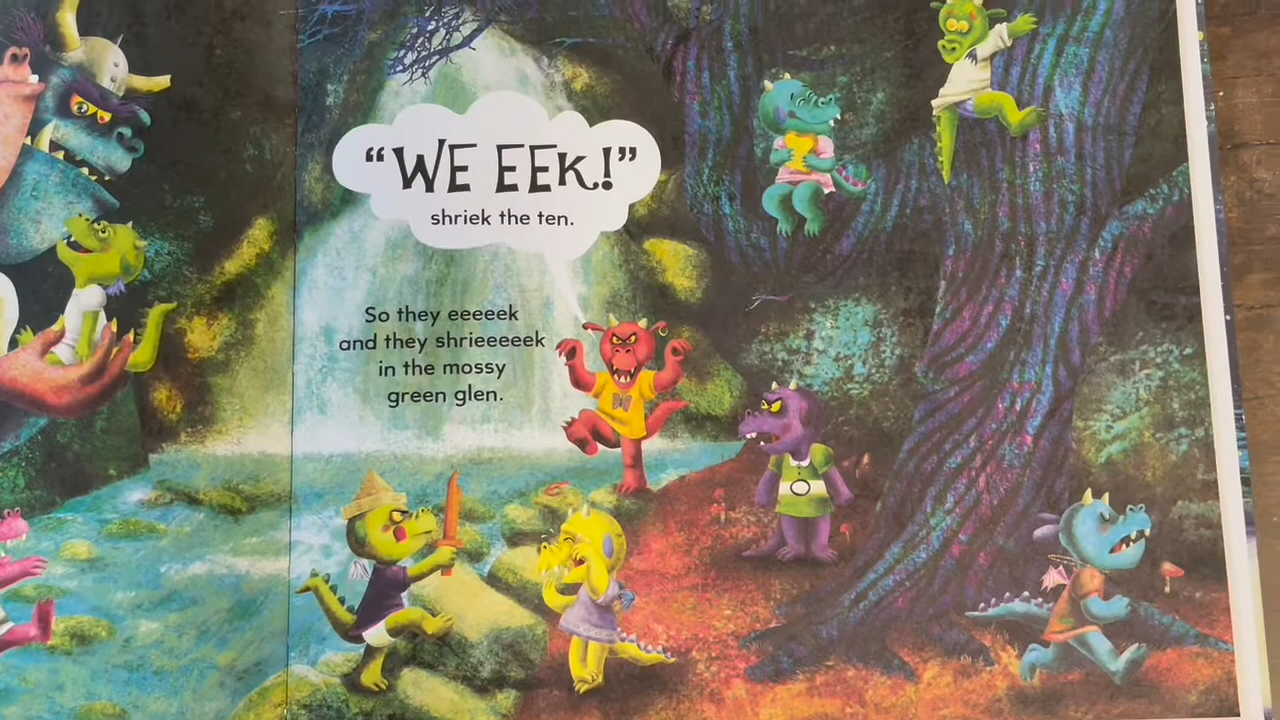 “WE EEK!”
shriek the ten.
So they eeeeek
and they shrieeeeek
in the mossy
green glen.